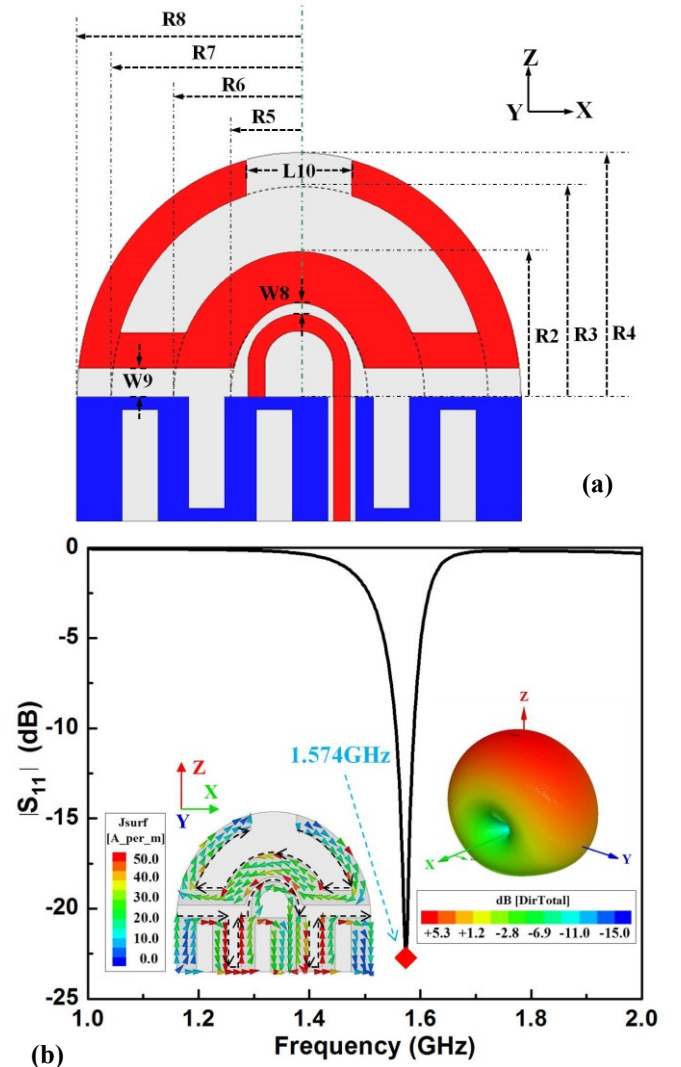 R8
R7
R6
R5
Z
Y X
L10
W8
W9
R2
R3
R4
(a)
0
-5
-10
-15
-20
-25
|S11| (dB)
1.574GHz
Z
X
Y
Jsurf
[A_per_m]
50.0
40.0
30.0
20.0
10.0
0.0
Z
X
Y
dB [DirTotal]
+5.3 +1.2 -2.8 -6.9 -11.0 -15.0
1.0 1.2 1.4 1.6 1.8 2.0
Frequency (GHz)
(b)